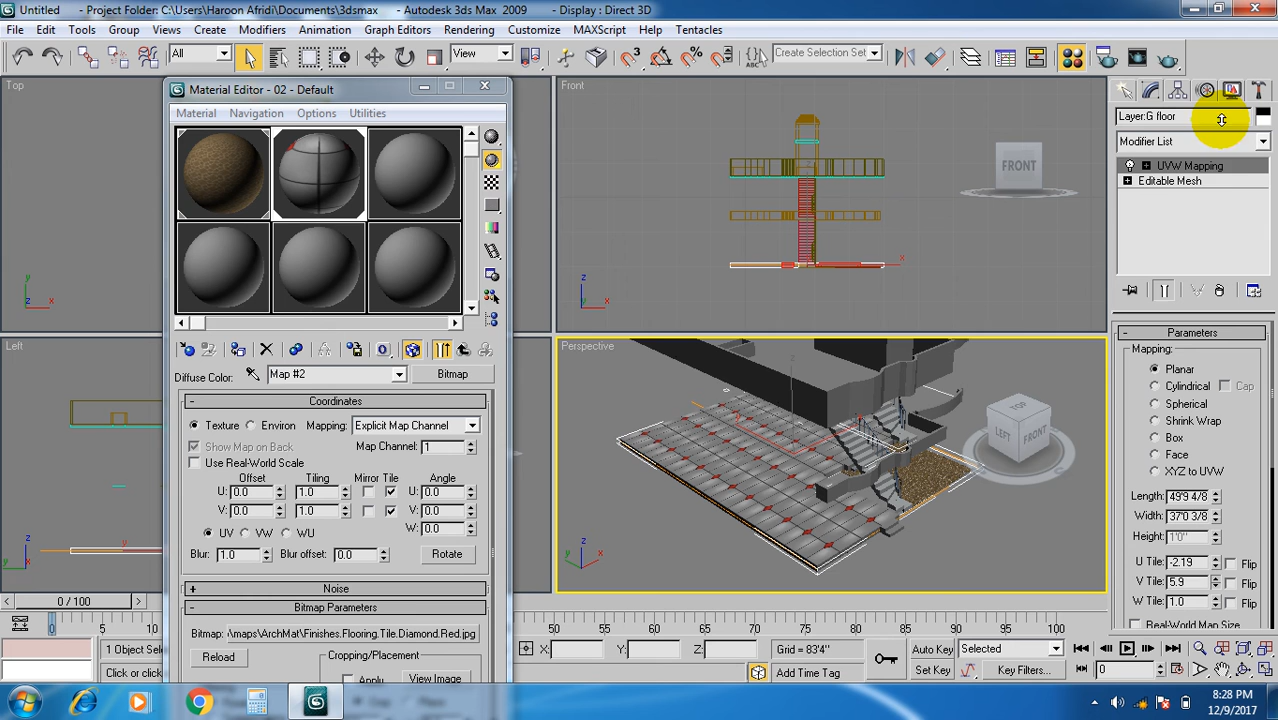 Untitled - Project Folder: C:\Users\Haroon Afridi\Documents\3dsmax - Autodesk 3ds Max 2009 - Display : Direct 3D
File Edit Tools Group Views Create Modifiers Animation Graph Editors Rendering Customize MAXScript Help Tentacles
All View 3 Create Selection Set
Top
Front
Left
Perspective
FRONT
TOP
LEFT
FRONT
Material Editor - 02 - Default
Material Navigation Options Utilities
Diffuse Color: Map #2 Bitmap
Coordinates
Texture Environ Mapping: Explicit Map Channel
Show Map on Back Map Channel: 1
Use Real-World Scale
Offset Tiling Mirror Tile Angle
U: 0.0 1.0 U: 0.0
V: 0.0 1.0 V: 0.0
W: 0.0
UV VW WU
Blur: 1.0 Blur offset: 0.0 Rotate
Noise
Bitmap Parameters
Bitmap: .\maps\ArchMat\Finishes.Flooring.Tile.Diamond.Red.jpg
Reload Cropping/Placement
Apply View Image
Layer:G floor
Modifier List
UVW Mapping
Editable Mesh
Parameters
Mapping:
Planar
Cylindrical Cap
Spherical
Shrink Wrap
Box
Face
XYZ to UVW
Length: 49'9 4/8
Width: 37'0 3/8
Height: 1'0"
U Tile: -2.19 Flip
V Tile: 5.9 Flip
W Tile: 1.0 Flip
Real-World Map Size
0 / 100
0 5 10 50 55 60 65 70 75 80 85 90 95 100
1 Object Sel X: Y: Z: Grid = 83'4" Auto Key Selected
Click or click Add Time Tag Set Key Key Filters... 0
8:28 PM
12/9/2017